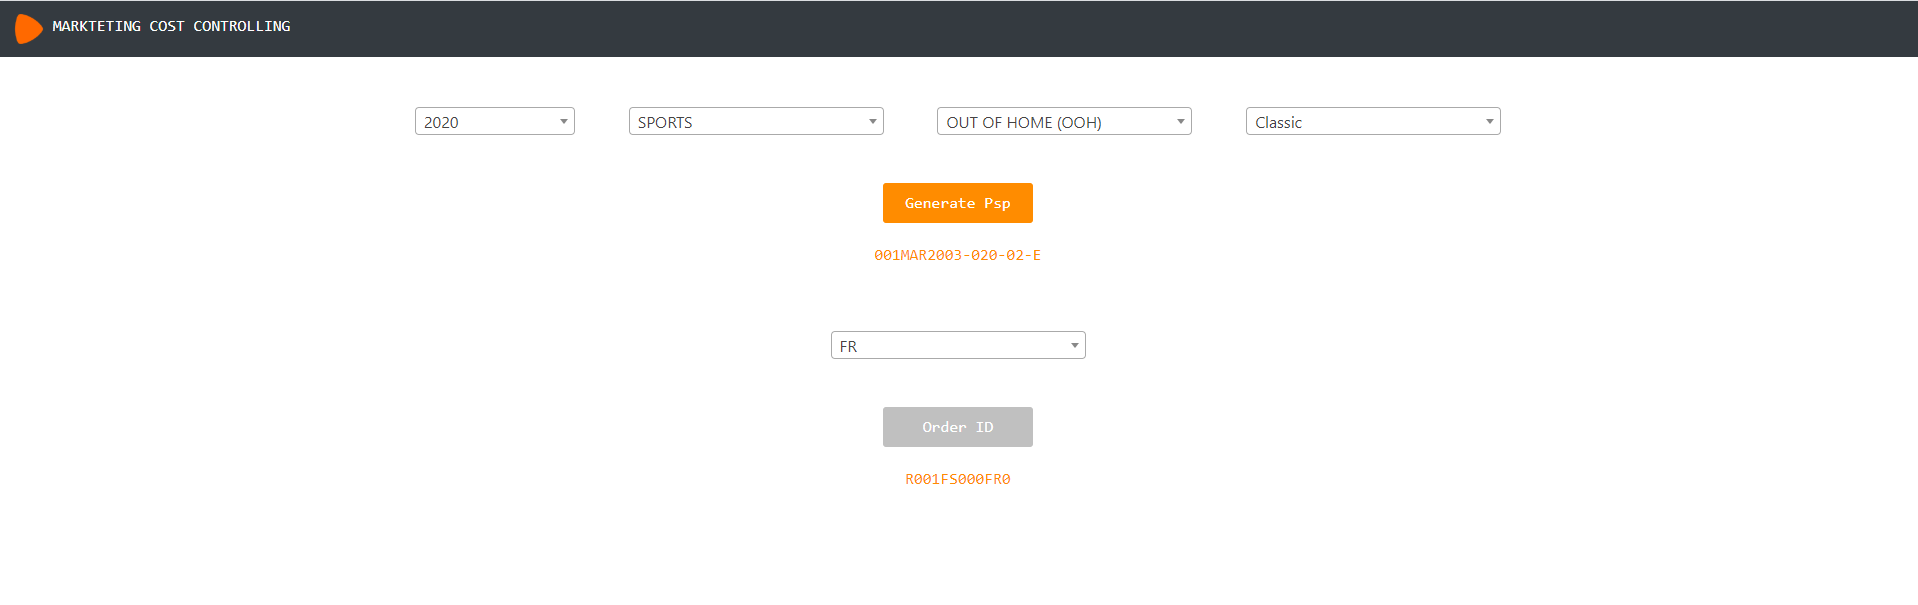 MARKTETING COST CONTROLLING
2020 SPORTS OUT OF HOME (OOH) Classic
Generate Psp
001MAR2003-020-02-E
FR
Order ID
R001FS000FR0